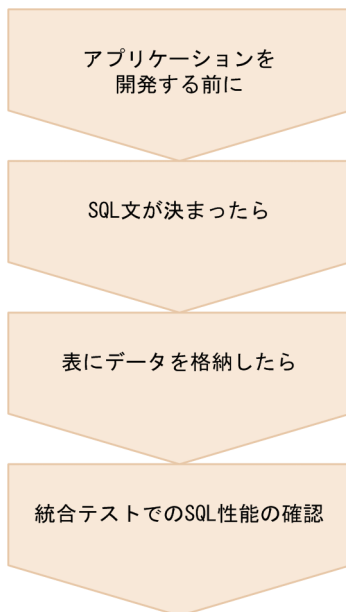 アプリケーションを
開発する前に
SQL文が決まったら
表にデータを格納したら
統合テストでのSQL性能の確認